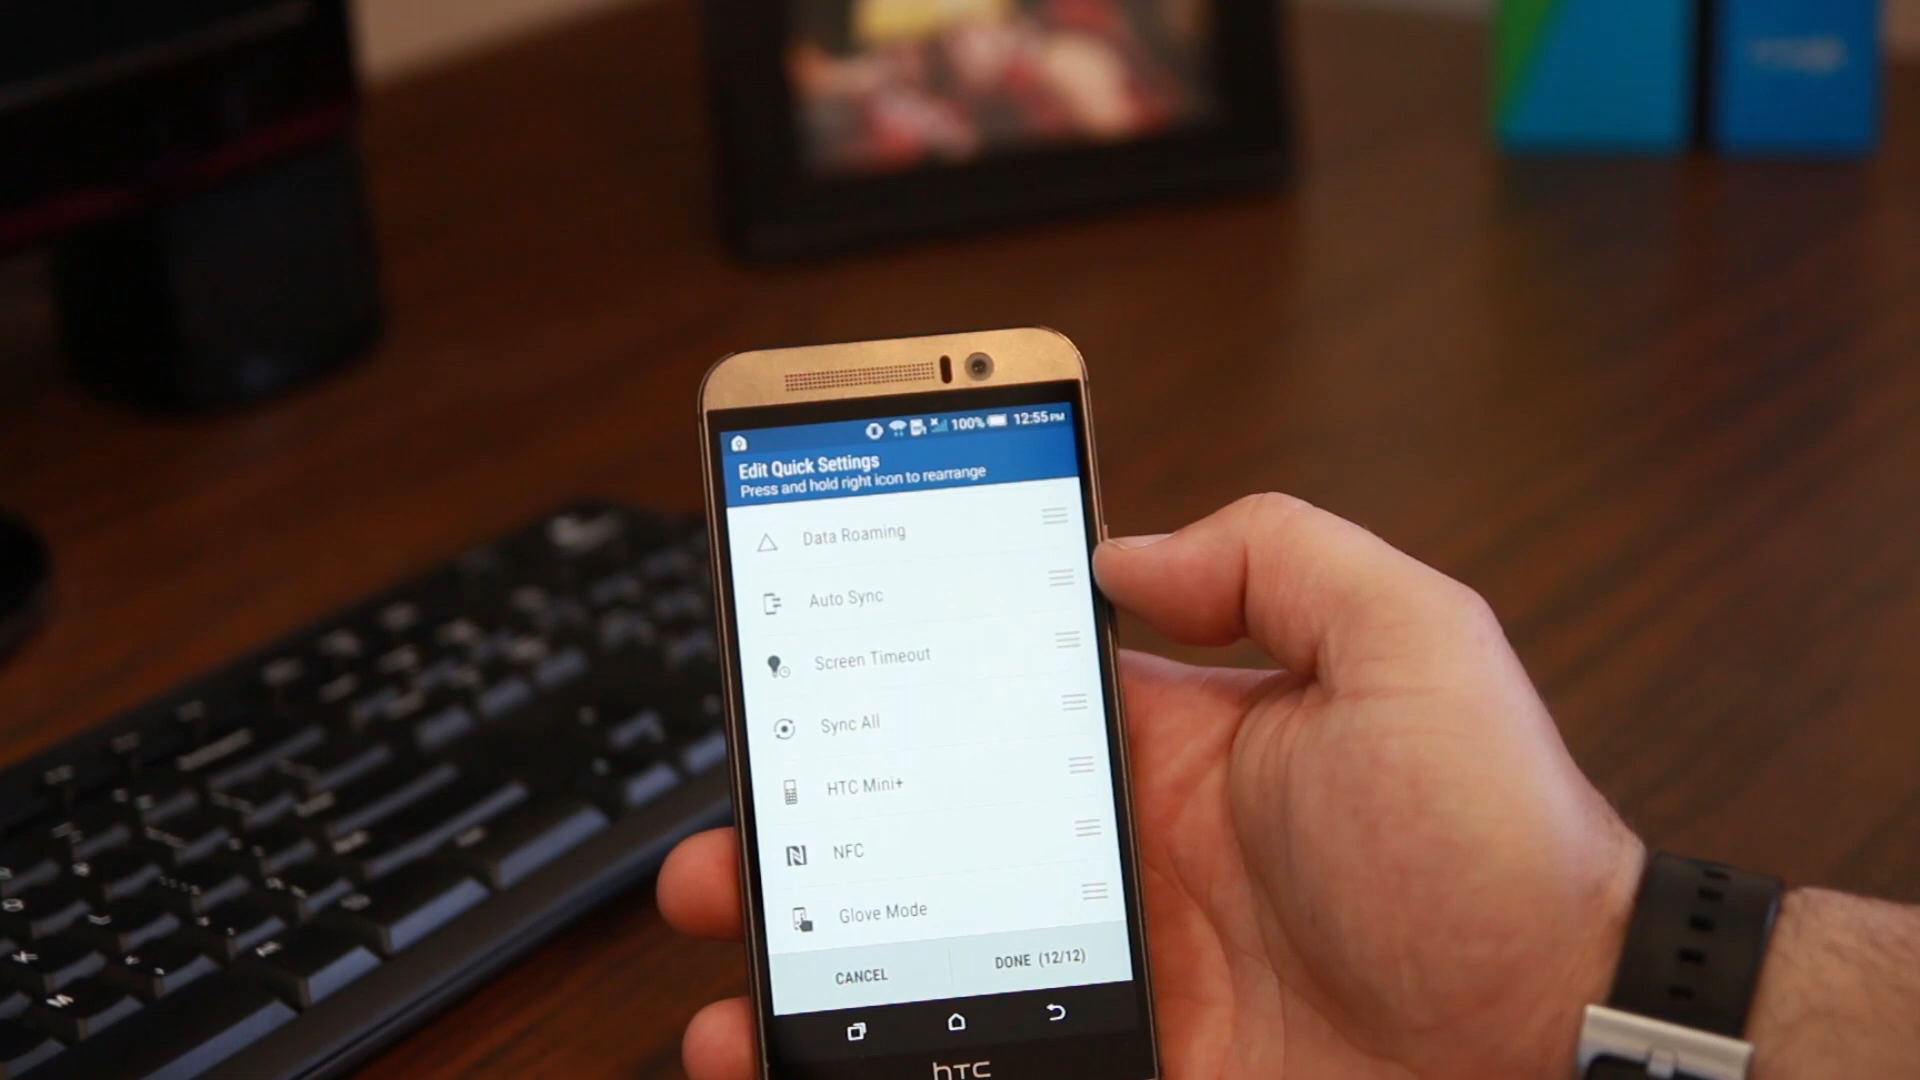 100% 12:55 PM
Edit Quick Settings
Press and hold right icon to rearrange
Data Roaming
Auto Sync
Screen Timeout
Sync All
HTC Mini+
NFC
Glove Mode
CANCEL
DONE (12/12)
hTC